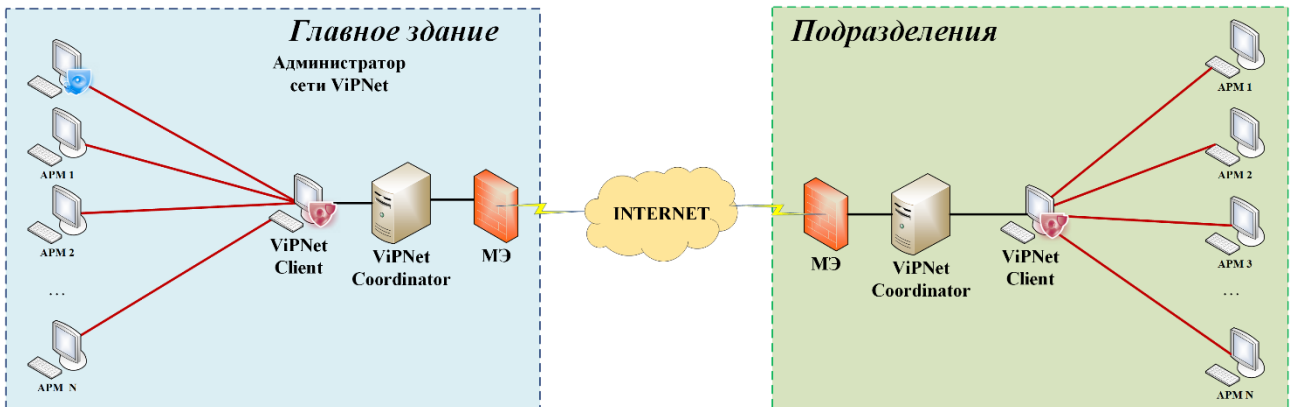 Главное здание
Администратор
сети ViPNet
АРМ 1
АРМ 2
...
АРМ N
ViPNet
Client
ViPNet
Coordinator
МЭ
INTERNET
Подразделения
МЭ
ViPNet
Coordinator
ViPNet
Client
АРМ 1
АРМ 2
АРМ 3
...
АРМ N